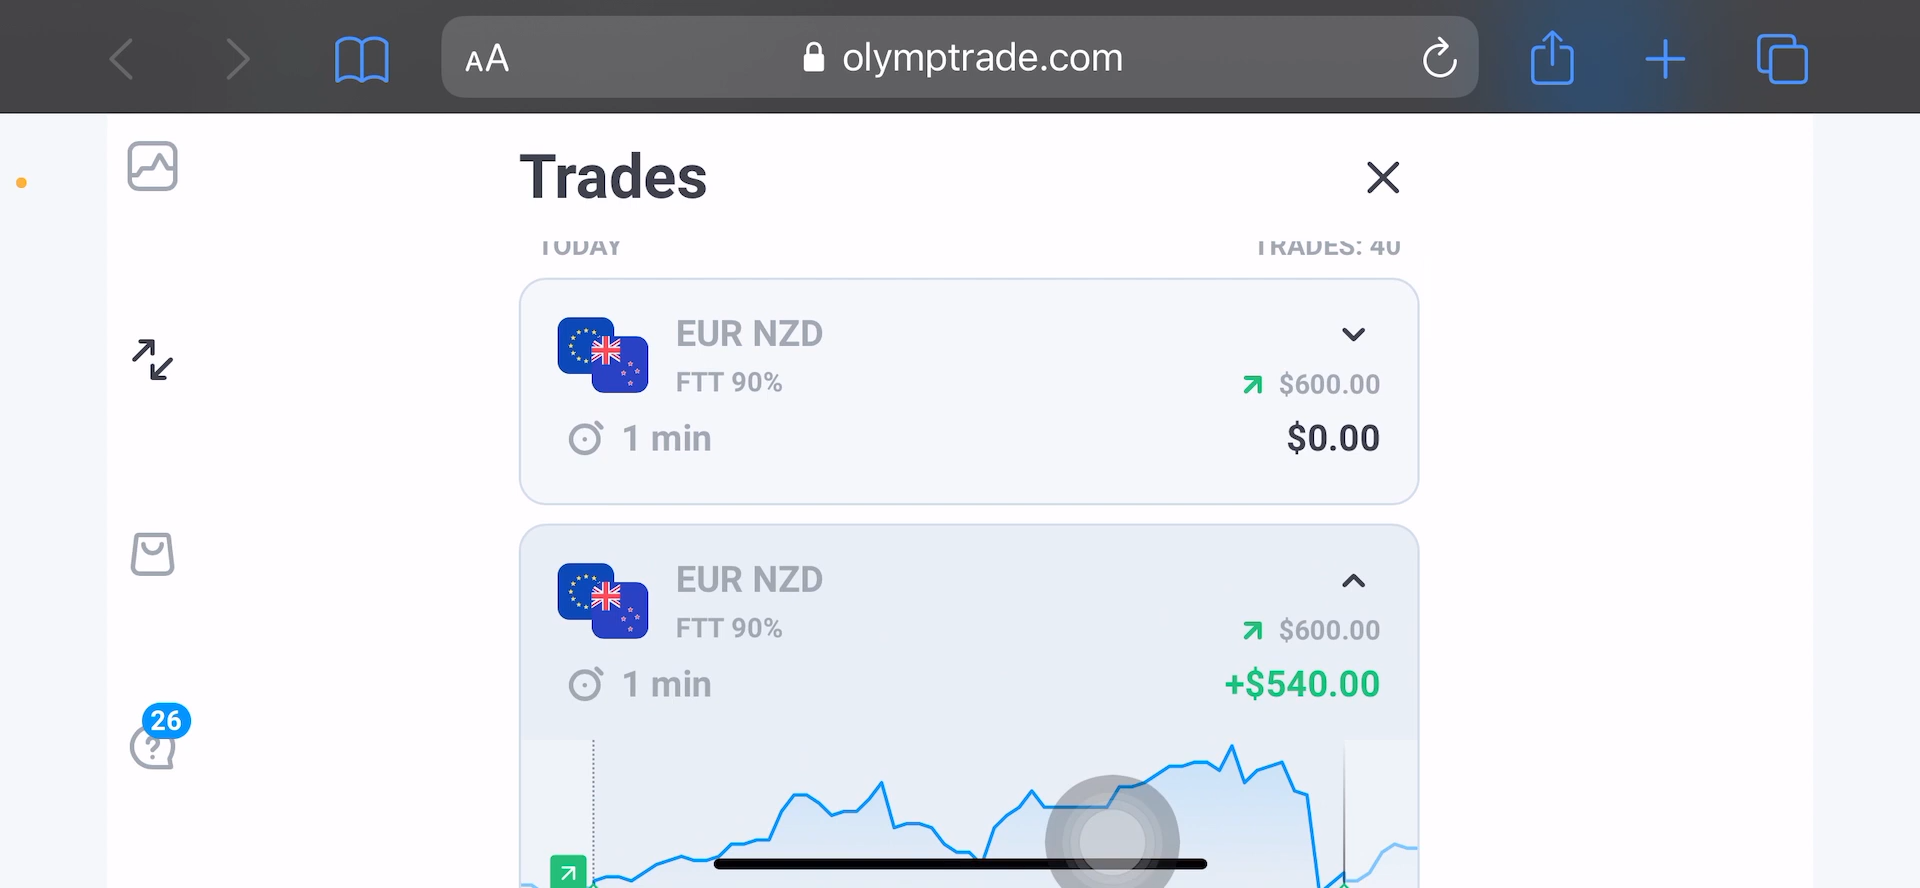 AA olymptrade.com
Trades
TODAY TRADES: 40
EUR NZD
FTT 90% $600.00
1 min $0.00
EUR NZD
FTT 90% $600.00
1 min +$540.00
26